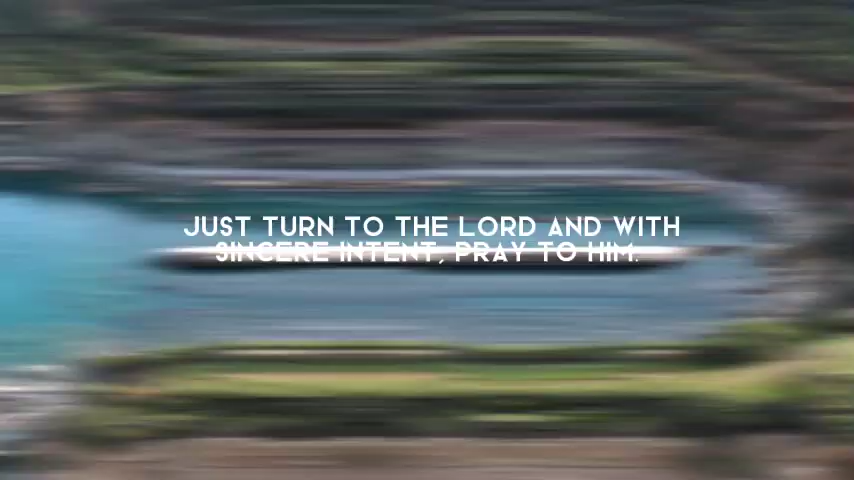 JUST TURN TO THE LORD AND WITH
SINCERE INTENT, PRAY TO HIM.